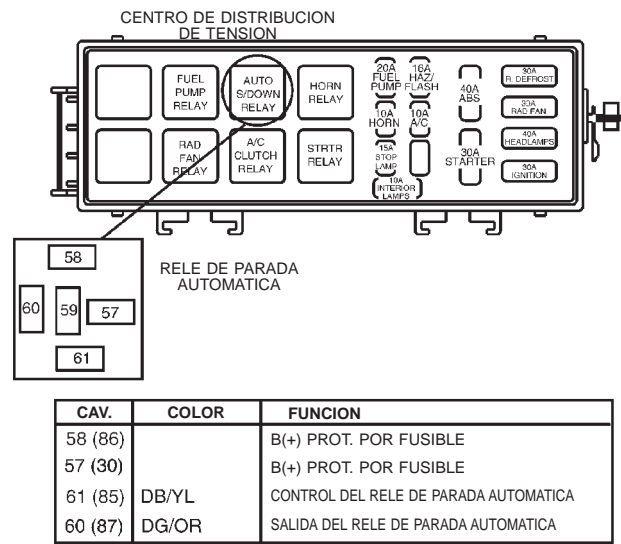 CENTRO DE DISTRIBUCION
DE TENSION
FUEL
PUMP
RELAY
AUTO
S/DOWN
RELAY
HORN
RELAY
RAD
FAN
RELAY
A/C
CLUTCH
RELAY
STRTR
RELAY
20A
FUEL
PUMP
16A
HAZ/
FLASH
10A
HORN
10A
A/C
15A
STOP
LAMP
10A
INTERIOR
LAMPS
40A
ABS
30A
STARTER
30A
R. DEFROST
30A
RAD FAN
40A
HEADLAMPS
30A
IGNITION
58
60
59
57
61
RELE DE PARADA
AUTOMATICA
CAV. COLOR FUNCION
58 (86) B(+) PROT. POR FUSIBLE
57 (30) B(+) PROT. POR FUSIBLE
61 (85) DB/YL CONTROL DEL RELE DE PARADA AUTOMATICA
60 (87) DG/OR SALIDA DEL RELE DE PARADA AUTOMATICA